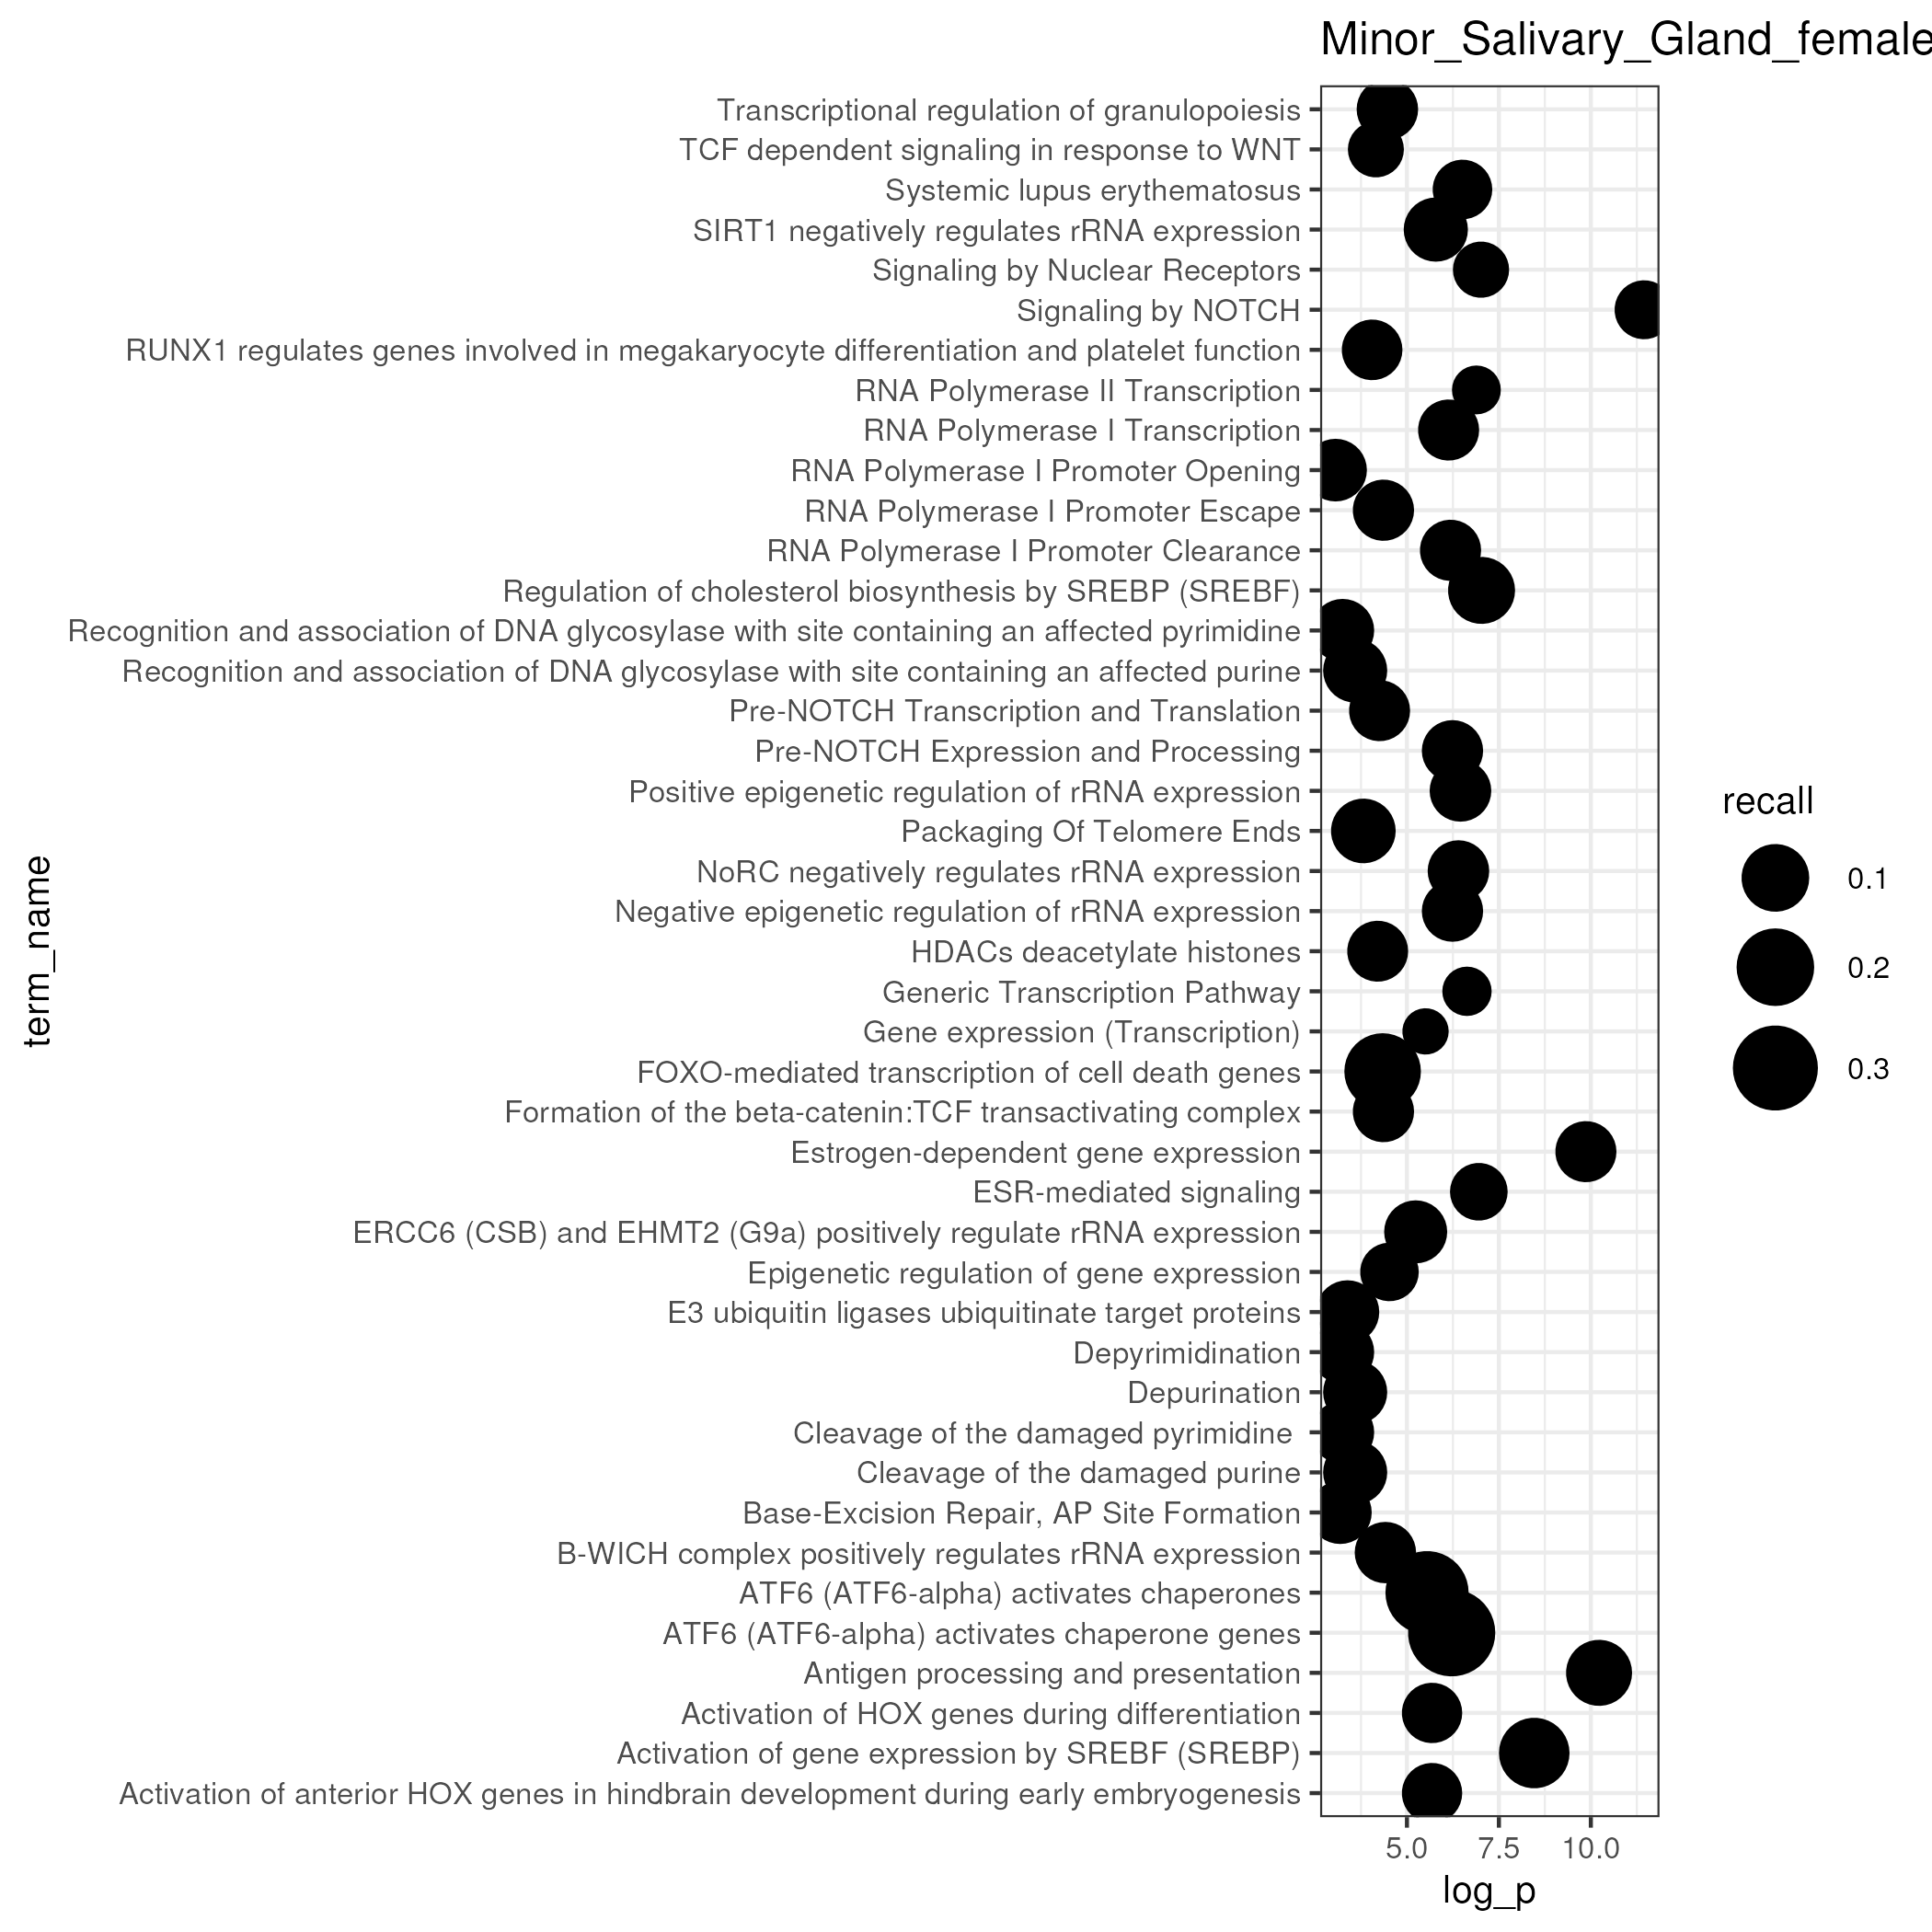 Minor_Salivary_Gland_female
Transcriptional regulation of granulopoiesis
TCF dependent signaling in response to WNT
Systemic lupus erythematosus
SIRT1 negatively regulates rRNA expression
Signaling by Nuclear Receptors
Signaling by NOTCH
RUNX1 regulates genes involved in megakaryocyte differentiation and platelet function
RNA Polymerase II Transcription
RNA Polymerase I Transcription
RNA Polymerase I Promoter Opening
RNA Polymerase I Promoter Escape
RNA Polymerase I Promoter Clearance
Regulation of cholesterol biosynthesis by SREBP (SREBF)
Recognition and association of DNA glycosylase with site containing an affected pyrimidine
Recognition and association of DNA glycosylase with site containing an affected purine
Pre-NOTCH Transcription and Translation
Pre-NOTCH Expression and Processing
Positive epigenetic regulation of rRNA expression
Packaging Of Telomere Ends
NoRC negatively regulates rRNA expression
Negative epigenetic regulation of rRNA expression
HDACs deacetylate histones
Generic Transcription Pathway
Gene expression (Transcription)
FOXO-mediated transcription of cell death genes
Formation of the beta-catenin:TCF transactivating complex
Estrogen-dependent gene expression
ESR-mediated signaling
ERCC6 (CSB) and EHMT2 (G9a) positively regulate rRNA expression
Epigenetic regulation of gene expression
E3 ubiquitin ligases ubiquitinate target proteins
Depyrimidination
Depurination
Cleavage of the damaged pyrimidine
Cleavage of the damaged purine
Base-Excision Repair, AP Site Formation
B-WICH complex positively regulates rRNA expression
ATF6 (ATF6-alpha) activates chaperones
ATF6 (ATF6-alpha) activates chaperone genes
Antigen processing and presentation
Activation of HOX genes during differentiation
Activation of gene expression by SREBF (SREBP)
Activation of anterior HOX genes in hindbrain development during early embryogenesis
term_name
5.0 7.5 10.0
log_p
recall
0.1
0.2
0.3